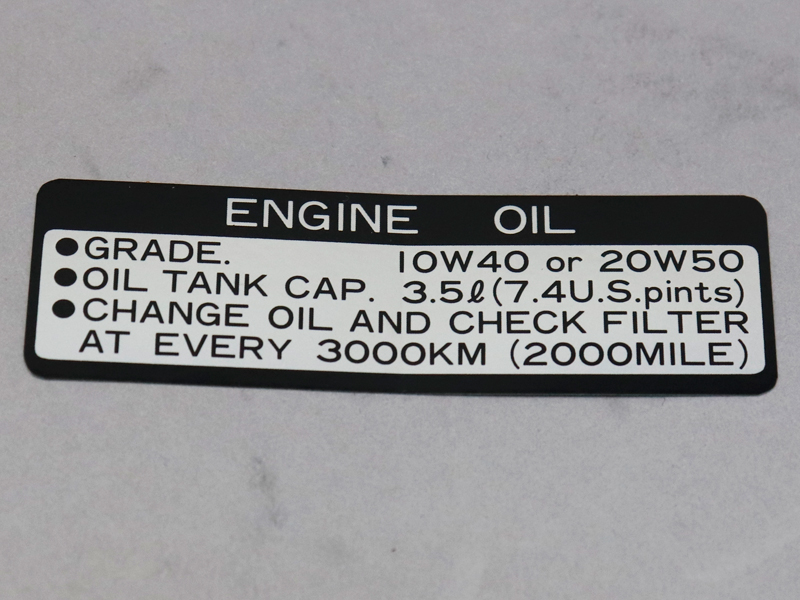 ENGINE OIL
●GRADE. 10W40 or 20W50
●OIL TANK CAP. 3.5ℓ(7.4U.S.pints)
●CHANGE OIL AND CHECK FILTER
AT EVERY 3000KM (2000MILE)